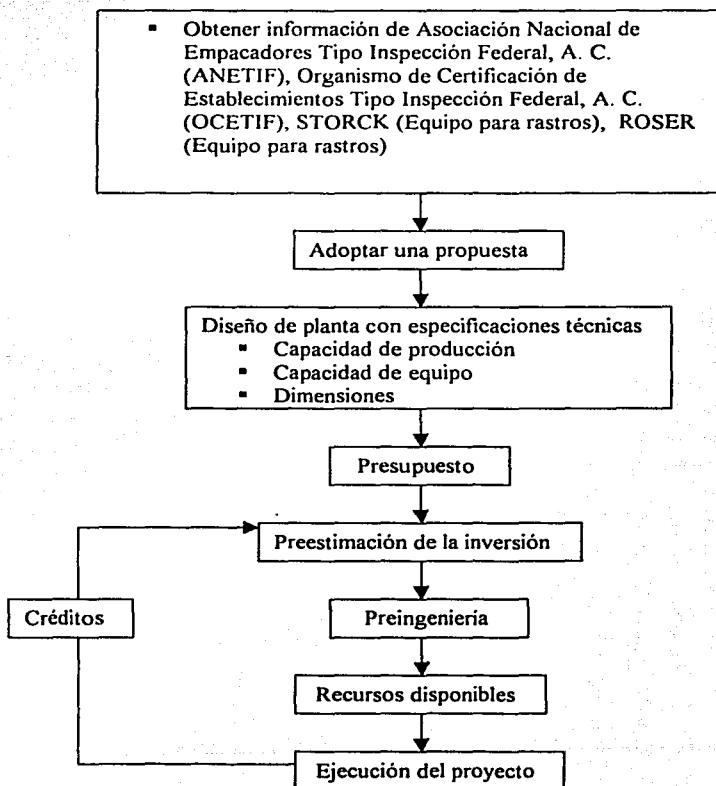 ▪ Obtener información de Asociación Nacional de
Empacadores Tipo Inspección Federal, A. C.
(ANETIF), Organismo de Certificación de
Establecimientos Tipo Inspección Federal, A. C.
(OCETIF), STORCK (Equipo para rastros), ROSER
(Equipo para rastros)
Adoptar una propuesta
Diseño de planta con especificaciones técnicas
▪ Capacidad de producción
▪ Capacidad de equipo
▪ Dimensiones
Presupuesto
Preestimación de la inversión
Créditos
Preingeniería
Recursos disponibles
Ejecución del proyecto